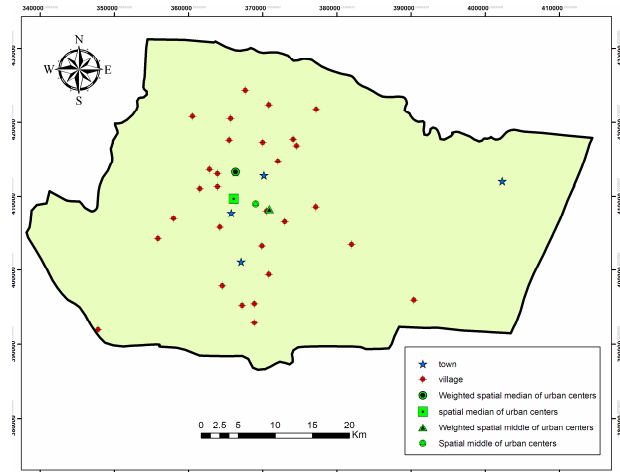 340000 350000 360000 370000 380000 390000 400000 410000
N
W E
S
town
village
Weighted spatial median of urban centers
spatial median of urban centers
Weighted spatial middle of urban centers
Spatial middle of urban centers
0 2.5 5 10 15 20
Km